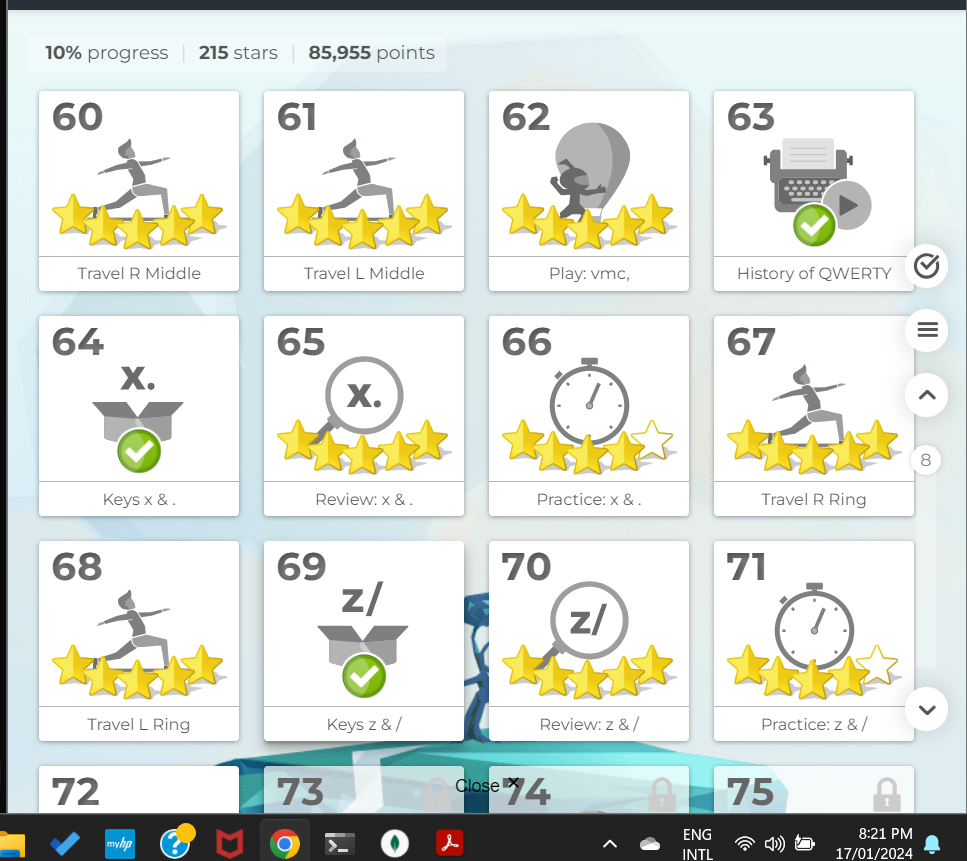 10% progress | 215 stars | 85,955 points
60
61
62
63
Travel R Middle
Travel L Middle
Play: vmc,
History of QWERTY
64
x.
65
x.
66
67
8
Keys x & .
Review: x & .
Practice: x & .
Travel R Ring
68
69
z/
70
z/
71
Travel L Ring
Keys z & /
Review: z & /
Practice: z & /
72
73
74
75
Close ×
myhp
?
ENG
INTL
8:21 PM
17/01/2024